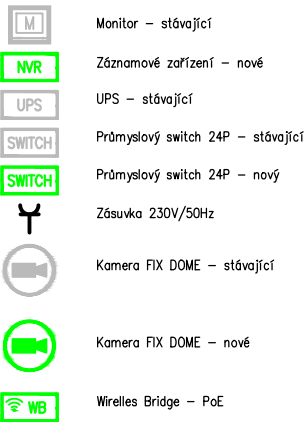 M Monitor – stávající
NVR Záznamové zařízení – nové
UPS UPS – stávající
SWITCH Průmyslový switch 24P – stávající
SWITCH Průmyslový switch 24P – nový
Zásuvka 230V/50Hz
Kamera FIX DOME – stávající
Kamera FIX DOME – nové
WB Wirelles Bridge – PoE